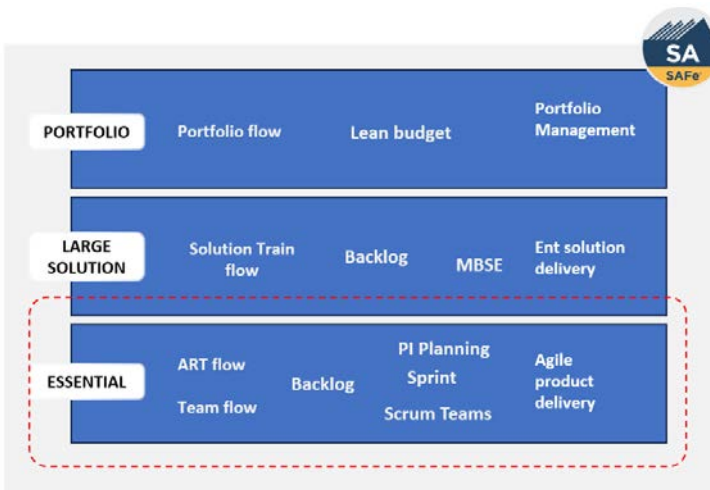 SA
SAFe®
PORTFOLIO
Portfolio flow
Lean budget
Portfolio
Management
LARGE
SOLUTION
Solution Train
flow
Backlog
MBSE
Ent solution
delivery
ESSENTIAL
ART flow
Team flow
Backlog
PI Planning
Sprint
Scrum Teams
Agile
product
delivery